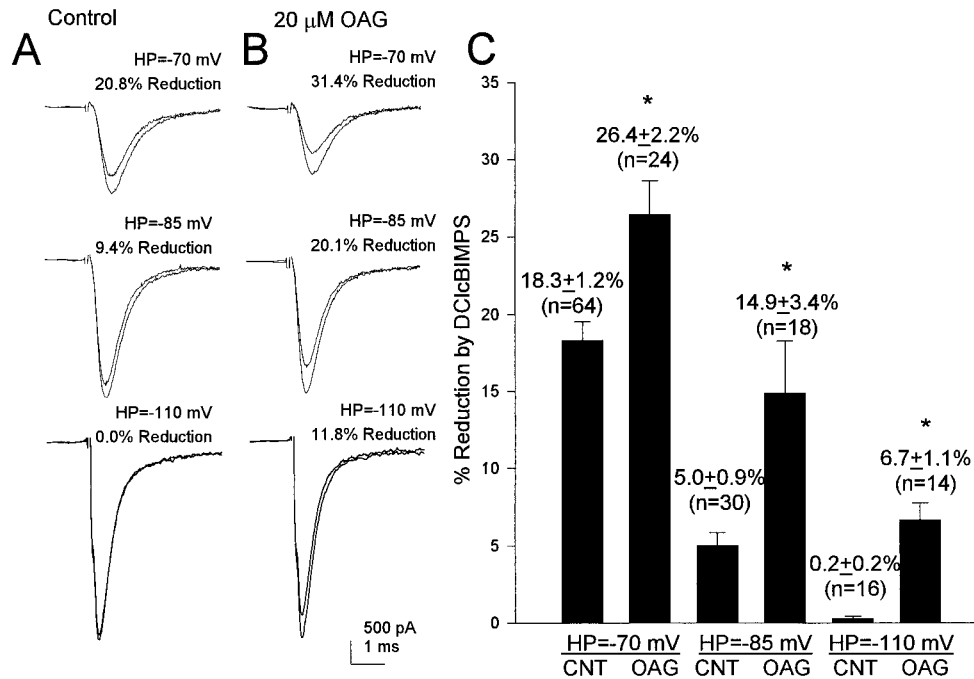 Control
A
HP=-70 mV
20.8% Reduction
HP=-85 mV
9.4% Reduction
HP=-110 mV
0.0% Reduction
20 µM OAG
B
HP=-70 mV
31.4% Reduction
HP=-85 mV
20.1% Reduction
HP=-110 mV
11.8% Reduction
500 pA
1 ms
C
% Reduction by DClcBIMPS
35
30
25
20
15
10
5
0
18.3±1.2%
(n=64)
*
26.4±2.2%
(n=24)
5.0±0.9%
(n=30)
*
14.9±3.4%
(n=18)
0.2±0.2%
(n=16)
*
6.7±1.1%
(n=14)
HP=-70 mV HP=-85 mV HP=-110 mV
CNT OAG CNT OAG CNT OAG